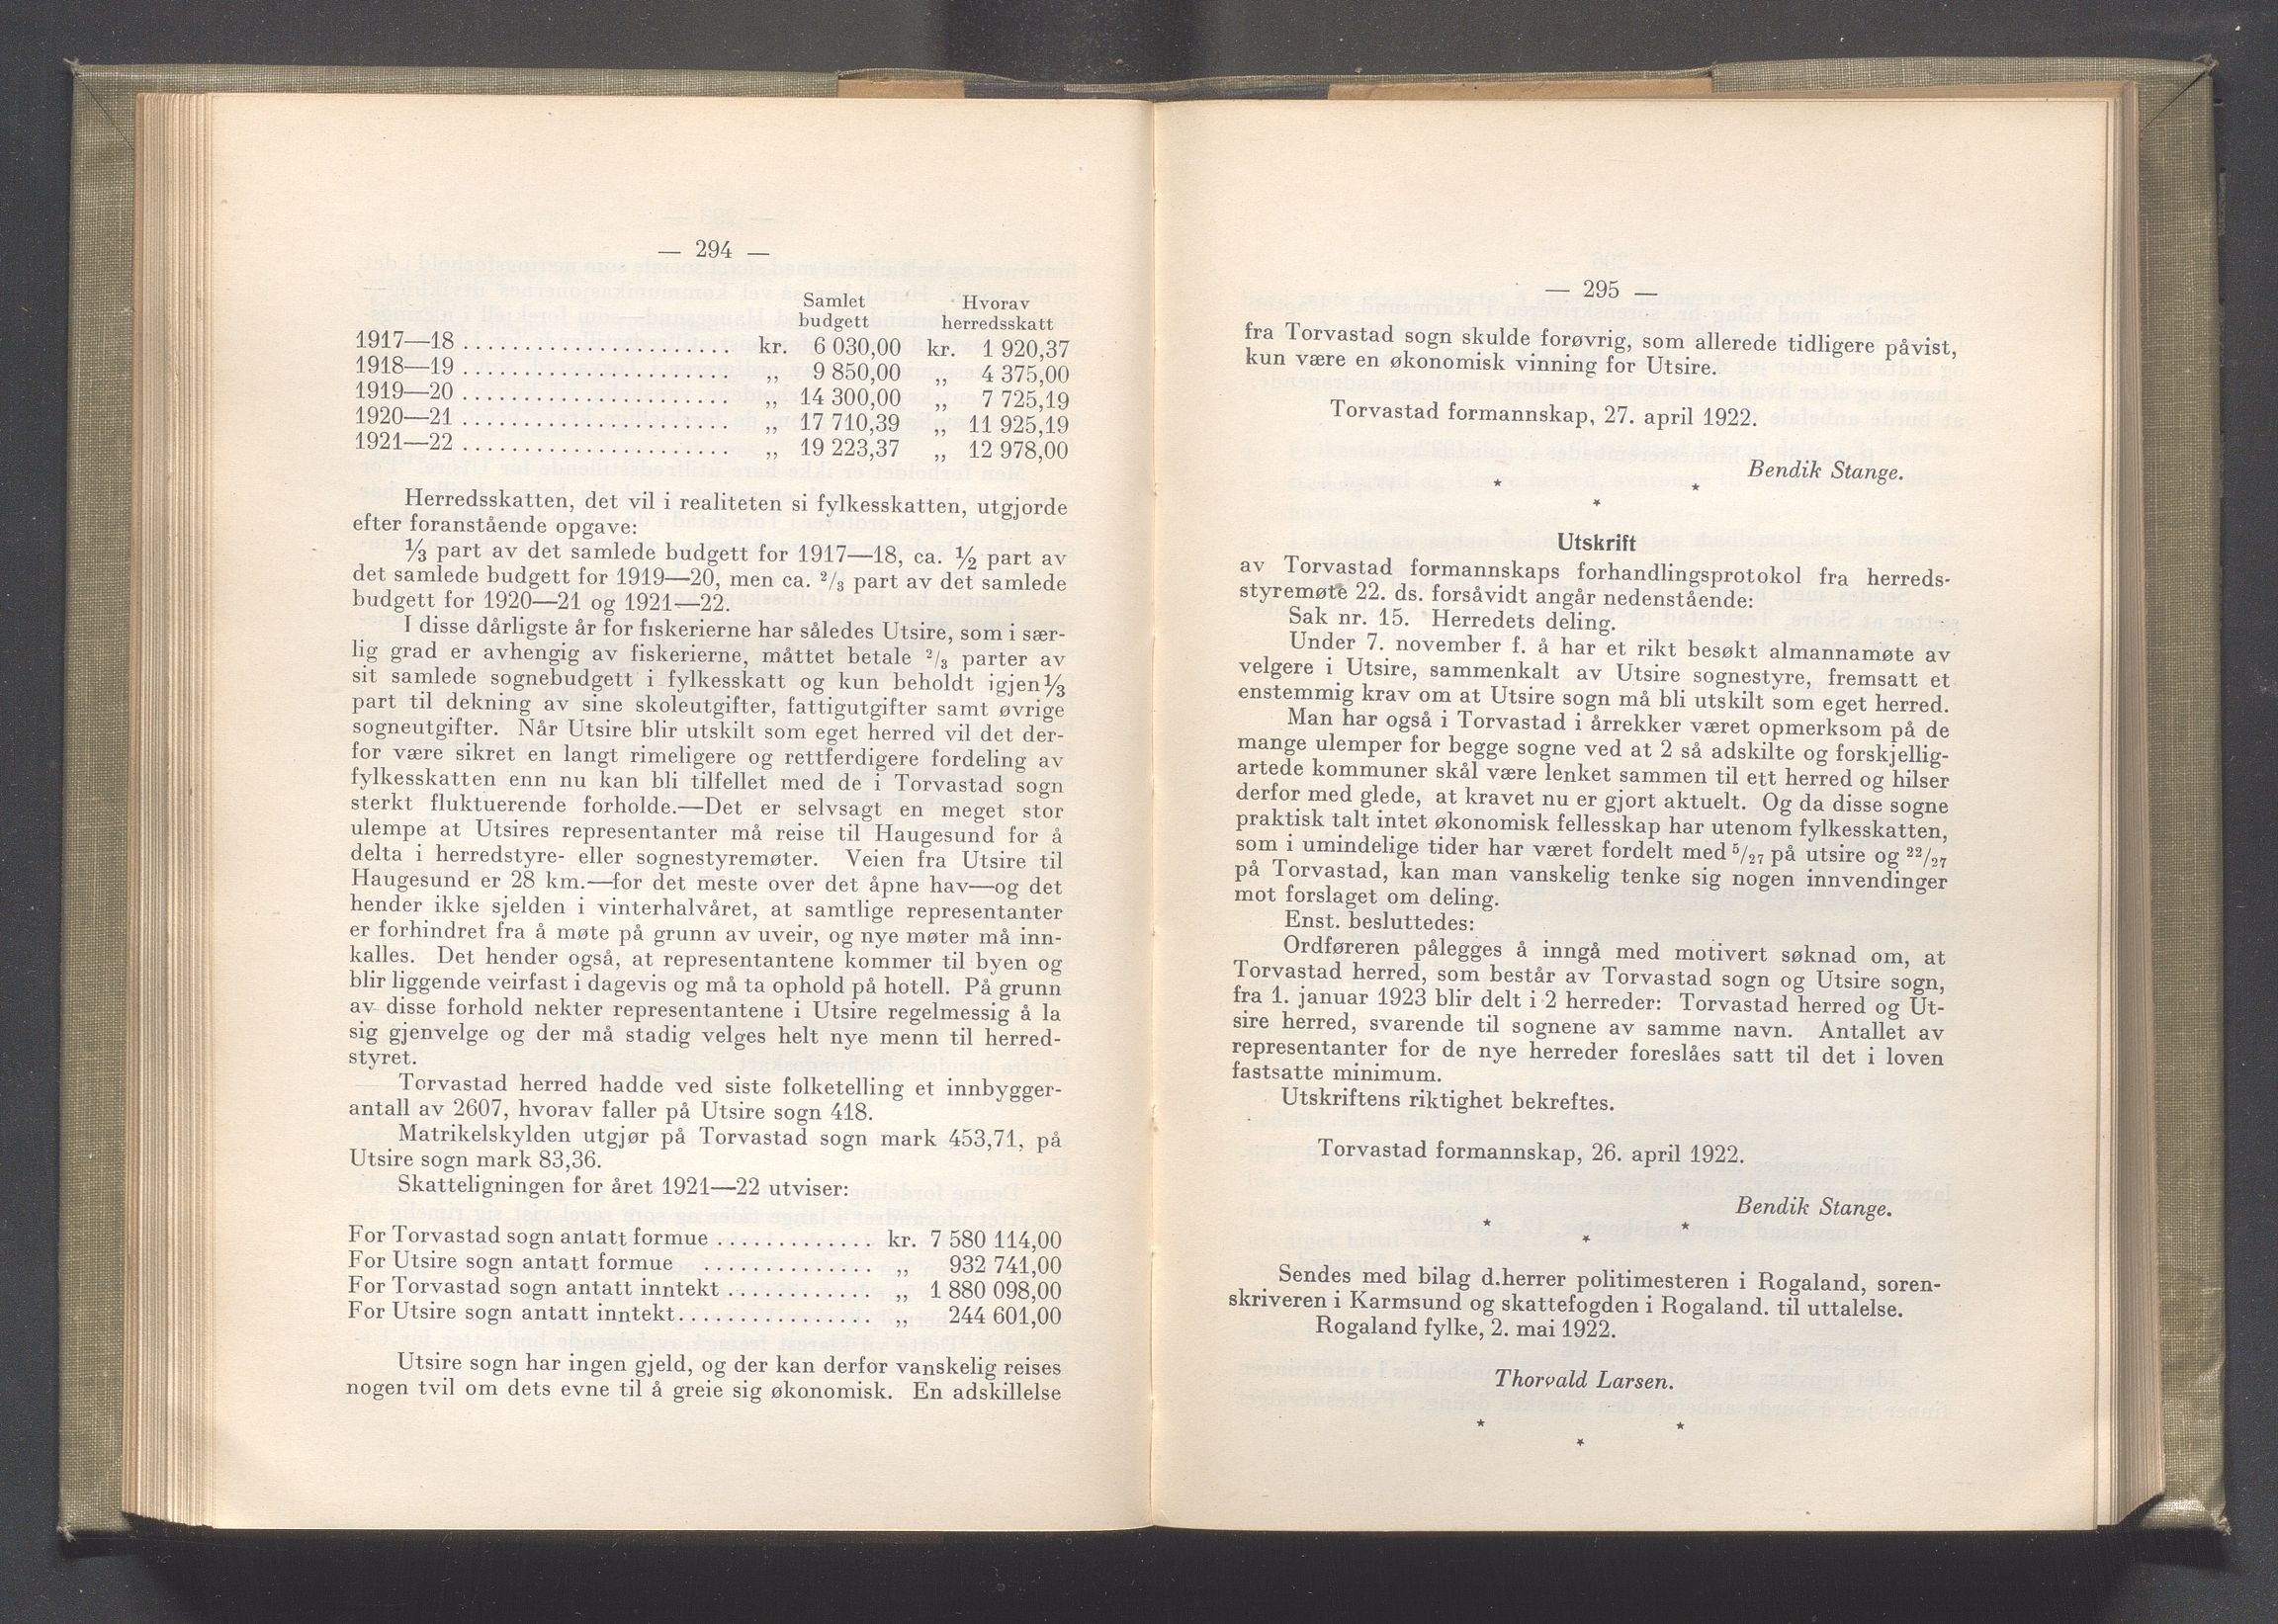 — 294 —
Samlet Hvorav
budgett herredsskatt
1917—18 . . . . . . . . . . . . . . . . . . . . . . kr. 6 030,00 kr. 1 920,37
1918—19 . . . . . . . . . . . . . . . . . . . . . . „ 9 850,00 „ 4 375,00
1919—20 . . . . . . . . . . . . . . . . . . . . . . „ 14 300,00 „ 7 725,19
1920—21 . . . . . . . . . . . . . . . . . . . . . . „ 17 710,39 „ 11 925,19
1921—22 . . . . . . . . . . . . . . . . . . . . . . „ 19 223,37 „ 12 978,00
Herredsskatten, det vil i realiteten si fylkesskatten, utgjorde
efter foranstående opgave:
⅓ part av det samlede budgett for 1917—18, ca. ½ part av
det samlede budgett for 1919—20, men ca. ²/₃ part av det samlede
budgett for 1920—21 og 1921—22.
I disse dårligste år for fiskerierne har således Utsire, som i sær-
lig grad er avhengig av fiskerierne, måttet betale ²/₃ parter av
sit samlede sognebudgett i fylkesskatt og kun beholdt igjen ⅓
part til dekning av sine skoleutgifter, fattigutgifter samt øvrige
sogneutgifter. Når Utsire blir utskilt som eget herred vil det der-
for være sikret en langt rimeligere og rettferdigere fordeling av
fylkesskatten enn nu kan bli tilfellet med de i Torvastad sogn
sterkt fluktuerende forholde.—Det er selvsagt en meget stor
ulempe at Utsires representanter må reise til Haugesund for å
delta i herredstyre- eller sognestyremøter. Veien fra Utsire til
Haugesund er 28 km.—for det meste over det åpne hav—og det
hender ikke sjelden i vinterhalvåret, at samtlige representanter
er forhindret fra å møte på grunn av uveir, og nye møter må inn-
kalles. Det hender også, at representantene kommer til byen og
blir liggende veirfast i dagevis og må ta ophold på hotell. På grunn
av disse forhold nekter representantene i Utsire regelmessig å la
sig gjenvelge og der må stadig velges helt nye menn til herred-
styret.
Torvastad herred hadde ved siste folketelling et innbygger-
antall av 2607, hvorav faller på Utsire sogn 418.
Matrikelskylden utgjør på Torvastad sogn mark 453,71, på
Utsire sogn mark 83,36.
Skatteligningen for året 1921—22 utviser:
For Torvastad sogn antatt formue . . . . . . . . . . . . . kr. 7 580 114,00
For Utsire sogn antatt formue . . . . . . . . . . . . . . „ 932 741,00
For Torvastad sogn antatt inntekt . . . . . . . . . . . . „ 1 880 098,00
For Utsire sogn antatt inntekt. . . . . . . . . . . . . . . . „ 244 601,00
Utsire sogn har ingen gjeld, og der kan derfor vanskelig reises
nogen tvil om dets evne til å greie sig økonomisk. En adskillelse
— 295 —
fra Torvastad sogn skulde forøvrig, som allerede tidligere påvist,
kun være en økonomisk vinning for Utsire.
Torvastad formannskap, 27. april 1922.
Bendik Stange.
* * *
Utskrift
av Torvastad formannskaps forhandlingsprotokol fra herreds-
styremøte 22. ds. forsåvidt angår nedenstående:
Sak nr. 15. Herredets deling.
Under 7. november f. å har et rikt besøkt almannamøte av
velgere i Utsire, sammenkalt av Utsire sognestyre, fremsatt et
enstemmig krav om at Utsire sogn må bli utskilt som eget herred.
Man har også i Torvastad i årrekker været opmerksom på de
mange ulemper for begge sogne ved at 2 så adskilte og forskjellig-
artede kommuner skål være lenket sammen til ett herred og hilser
derfor med glede, at kravet nu er gjort aktuelt. Og da disse sogne
praktisk talt intet økonomisk fellesskap har utenom fylkesskatten,
som i umindelige tider har været fordelt med ⁵/₂₇ på utsire og ²²/₂₇
på Torvastad, kan man vanskelig tenke sig nogen innvendinger
mot forslaget om deling.
Enst. besluttedes:
Ordføreren pålegges å inngå med motivert søknad om, at
Torvastad herred, som består av Torvastad sogn og Utsire sogn,
fra 1. januar 1923 blir delt i 2 herreder: Torvastad herred og Ut-
sire herred, svarende til sognene av samme navn. Antallet av
representanter for de nye herreder foreslåes satt til det i loven
fastsatte minimum.
Utskriftens riktighet bekreftes.
Torvastad formannskap, 26. april 1922.
Bendik Stange.
* * *
Sendes med bilag d.herrer politimesteren i Rogaland, soren-
skriveren i Karmsund og skattefogden i Rogaland. til uttalelse.
Rogaland fylke, 2. mai 1922.
Thorvald Larsen.
* * *